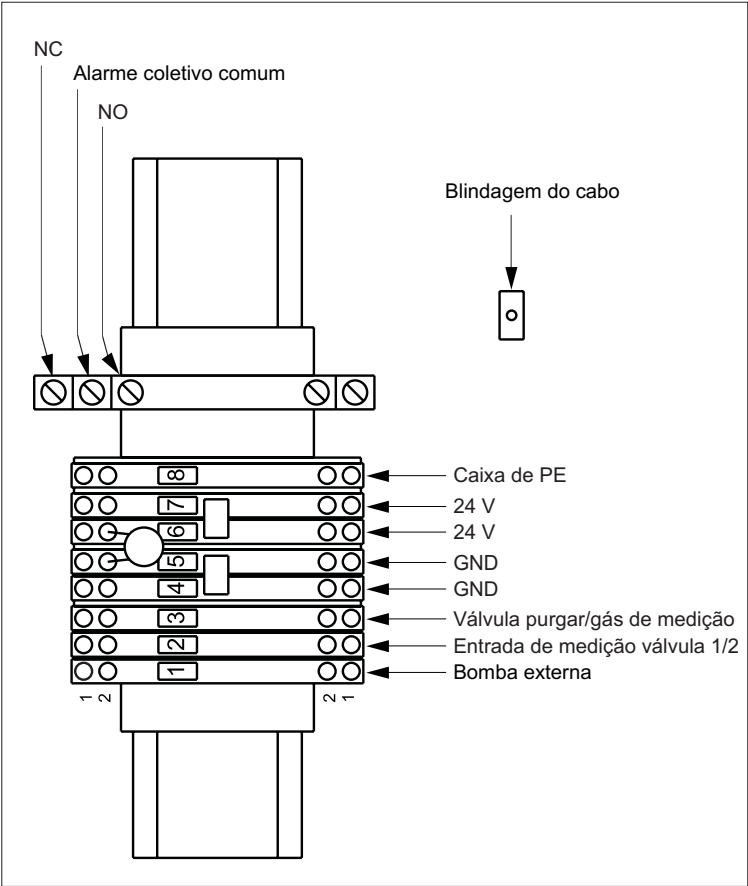 NC
Alarme coletivo comum
NO
Blindagem do cabo
8 Caixa de PE
7 24 V
6 24 V
5 GND
4 GND
3 Válvula purgar/gás de medição
2 Entrada de medição válvula 1/2
1 Bomba externa
1 2 2 1